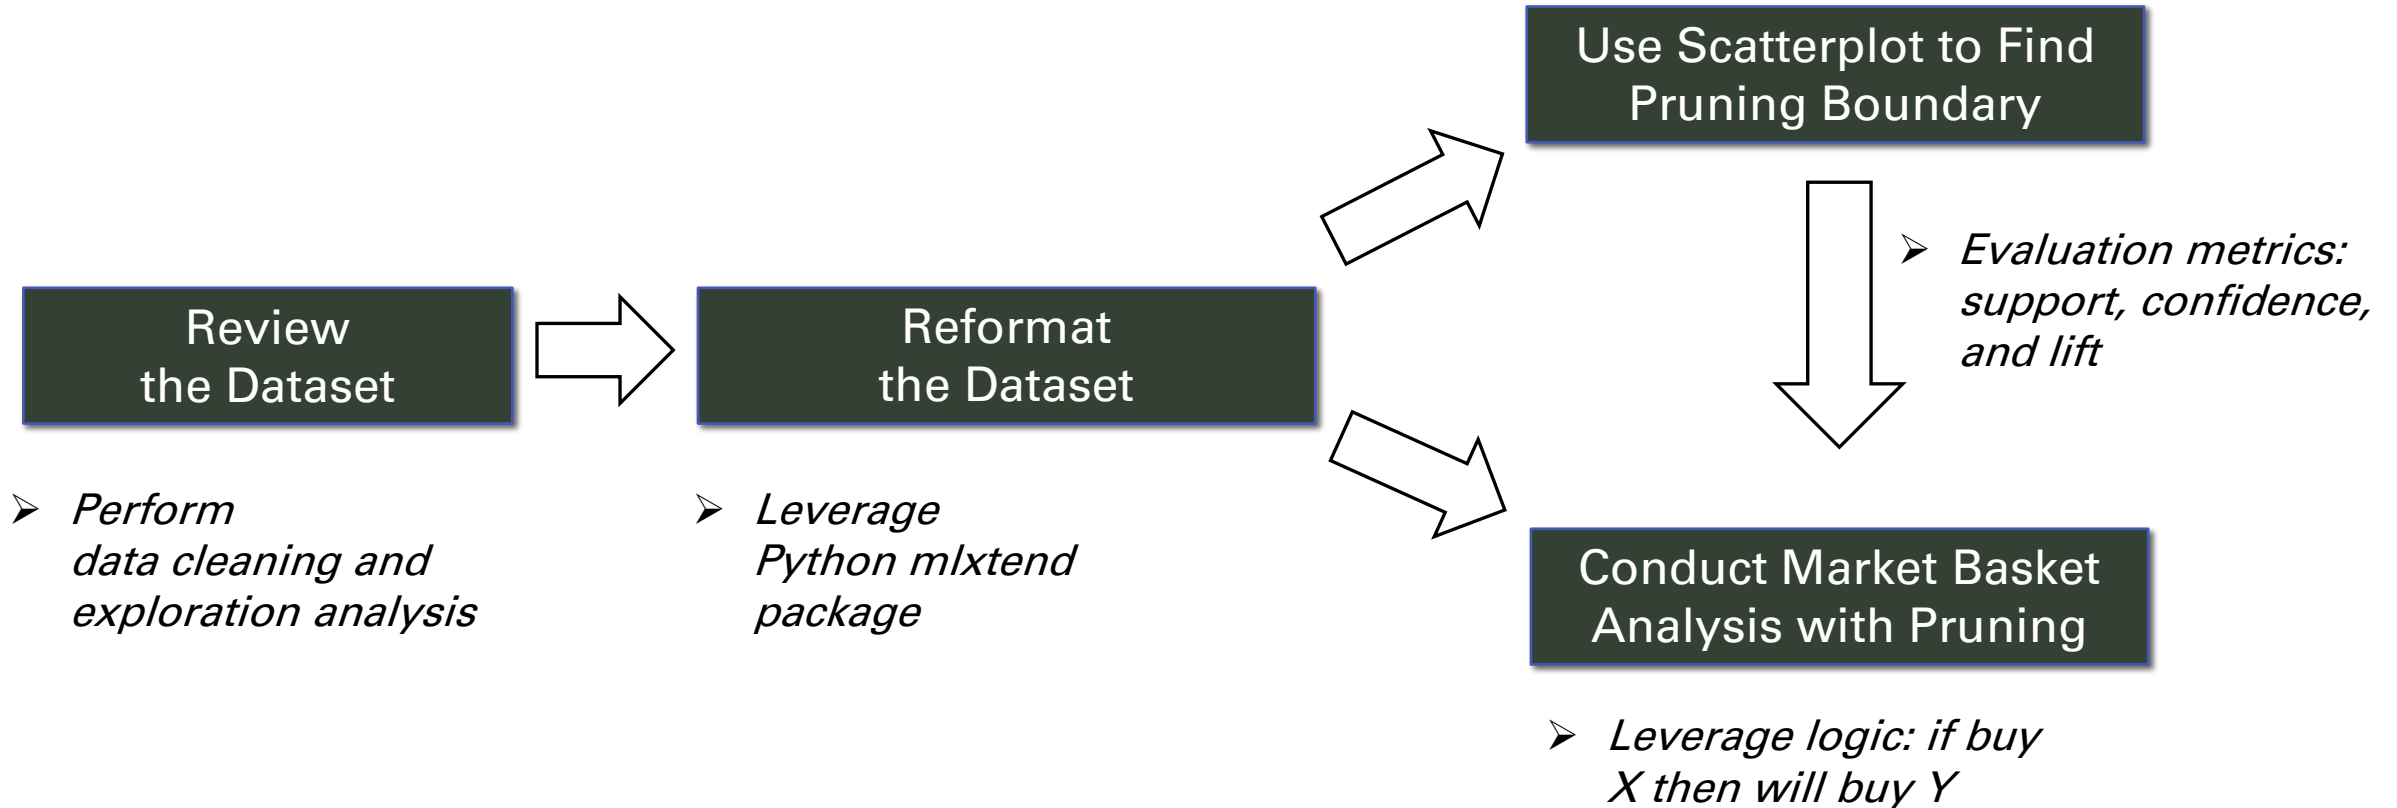 Use Scatterplot to Find
Pruning Boundary
➢ Evaluation metrics:
support, confidence,
and lift
Review
the Dataset
Reformat
the Dataset
➢ Perform
data cleaning and
exploration analysis
➢ Leverage
Python mlxtend
package
Conduct Market Basket
Analysis with Pruning
➢ Leverage logic: if buy
X then will buy Y